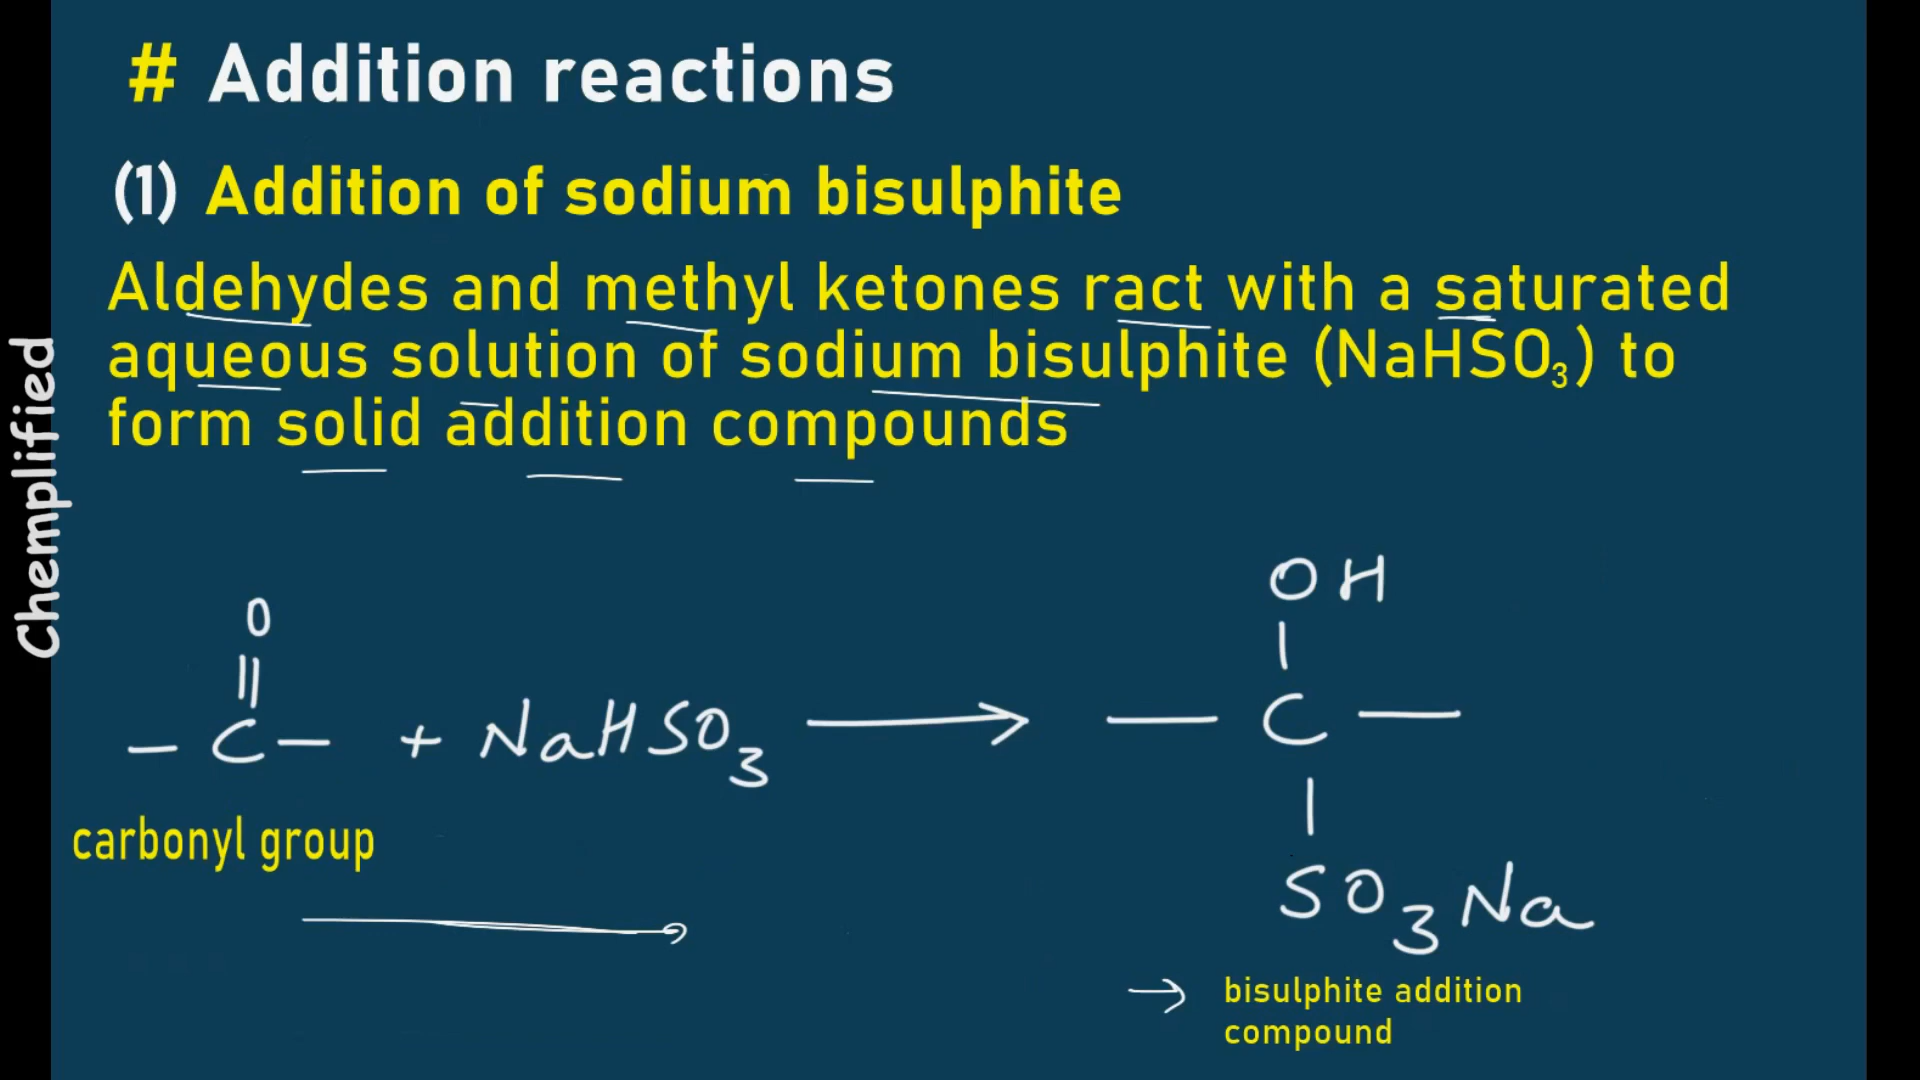 # Addition reactions
(1) Addition of sodium bisulphite
Aldehydes and methyl ketones ract with a saturated
aqueous solution of sodium bisulphite (NaHSO₃) to
form solid addition compounds
Chemplified
OH
O
- C - + NaHSO₃ → - C -
carbonyl group
SO₃Na
→ bisulphite addition
compound